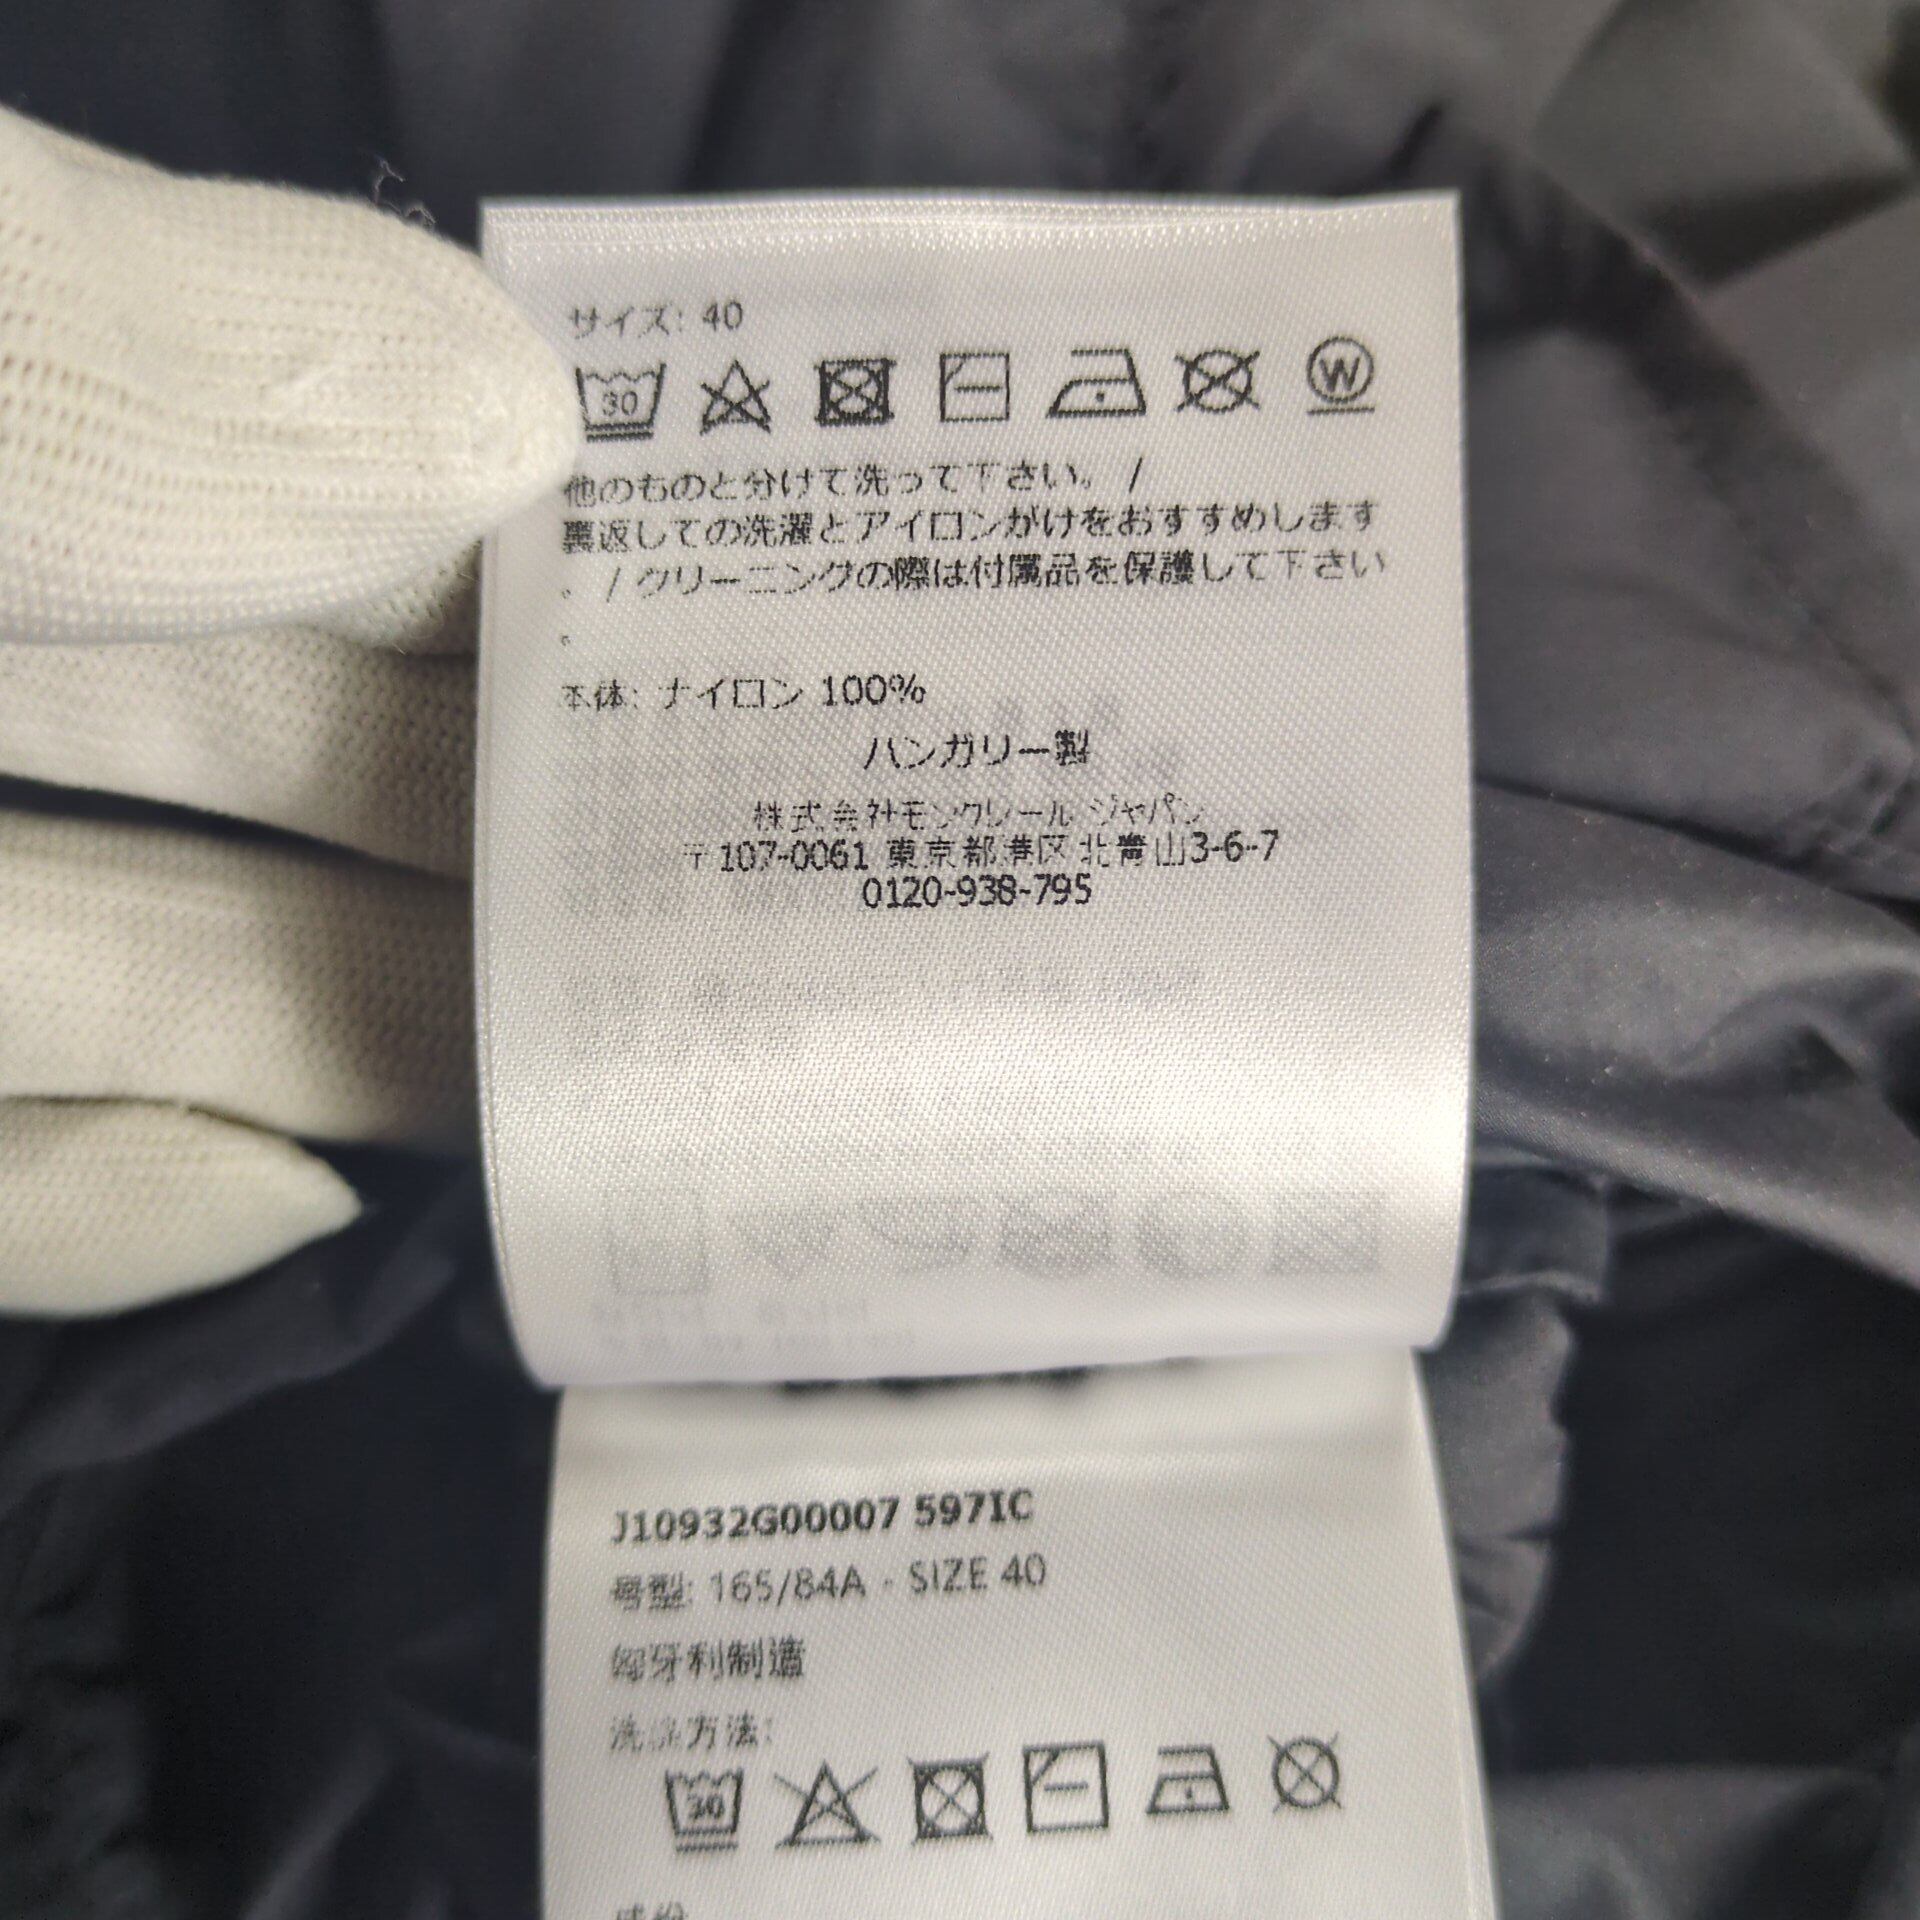 サイズ: 40
30
W
他のものと分けて洗って下さい。 /
裏返しての洗濯とアイロンがけをおすすめします
。 / クリーニングの際は付属品を保護して下さい
。
本体: ナイロン 100%
ハンガリー製
株式会社モンクレール ジャパン
〒107-0061 東京都港区北青山3-6-7
0120-938-795
J10932G00007 597IC
号型: 165/84A - SIZE 40
匈牙利制造
洗涤方法:
30